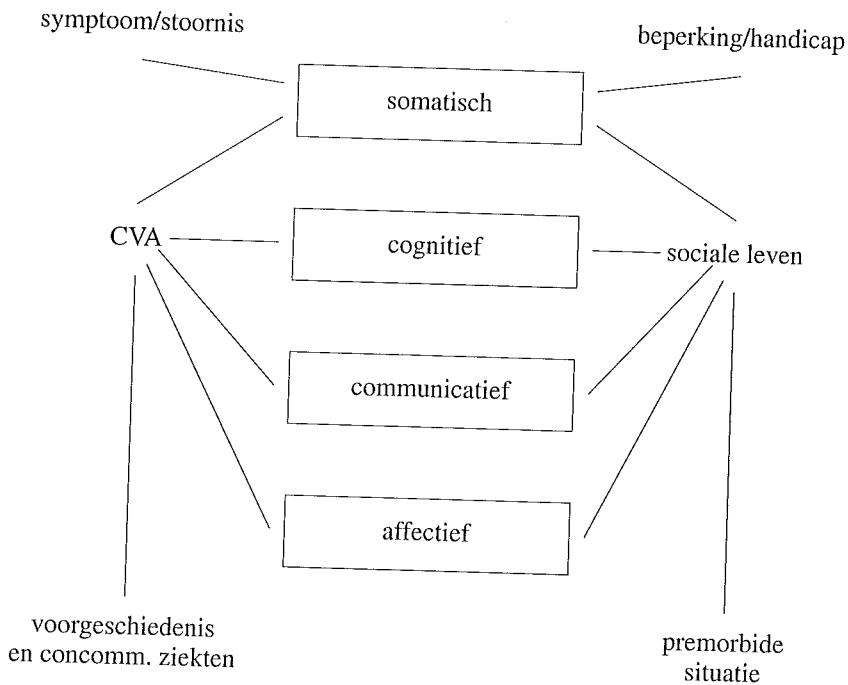 symptoom/stoornis
beperking/handicap
somatisch
CVA
cognitief
sociale leven
communicatief
affectief
voorgeschiedenis
en concomm. ziekten
premorbide
situatie